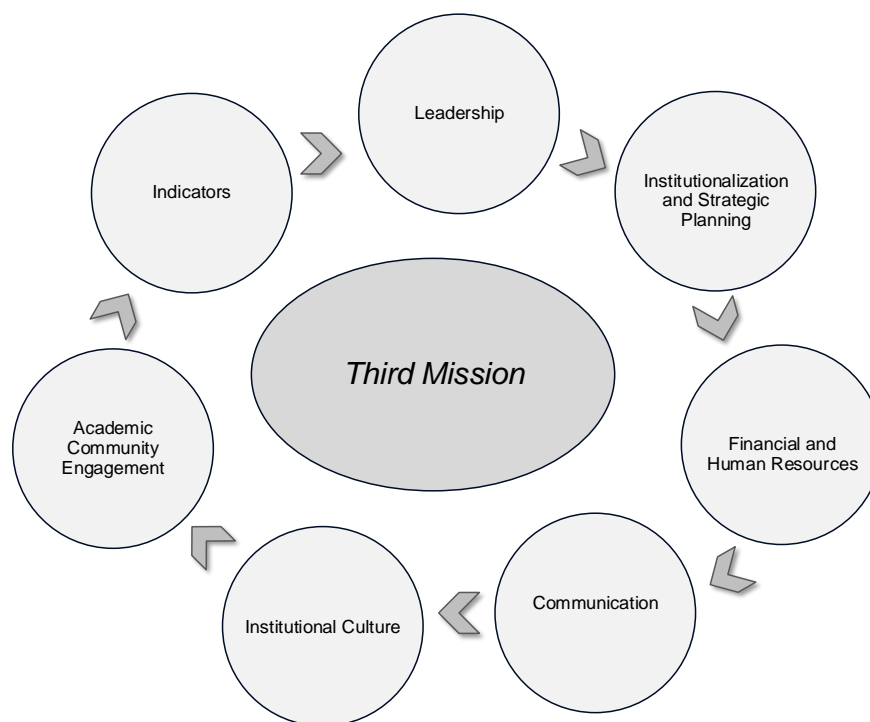 Leadership
Institutionalization
and Strategic
Planning
Indicators
Third Mission
Financial and
Human Resources
Academic
Community
Engagement
Communication
Institutional Culture